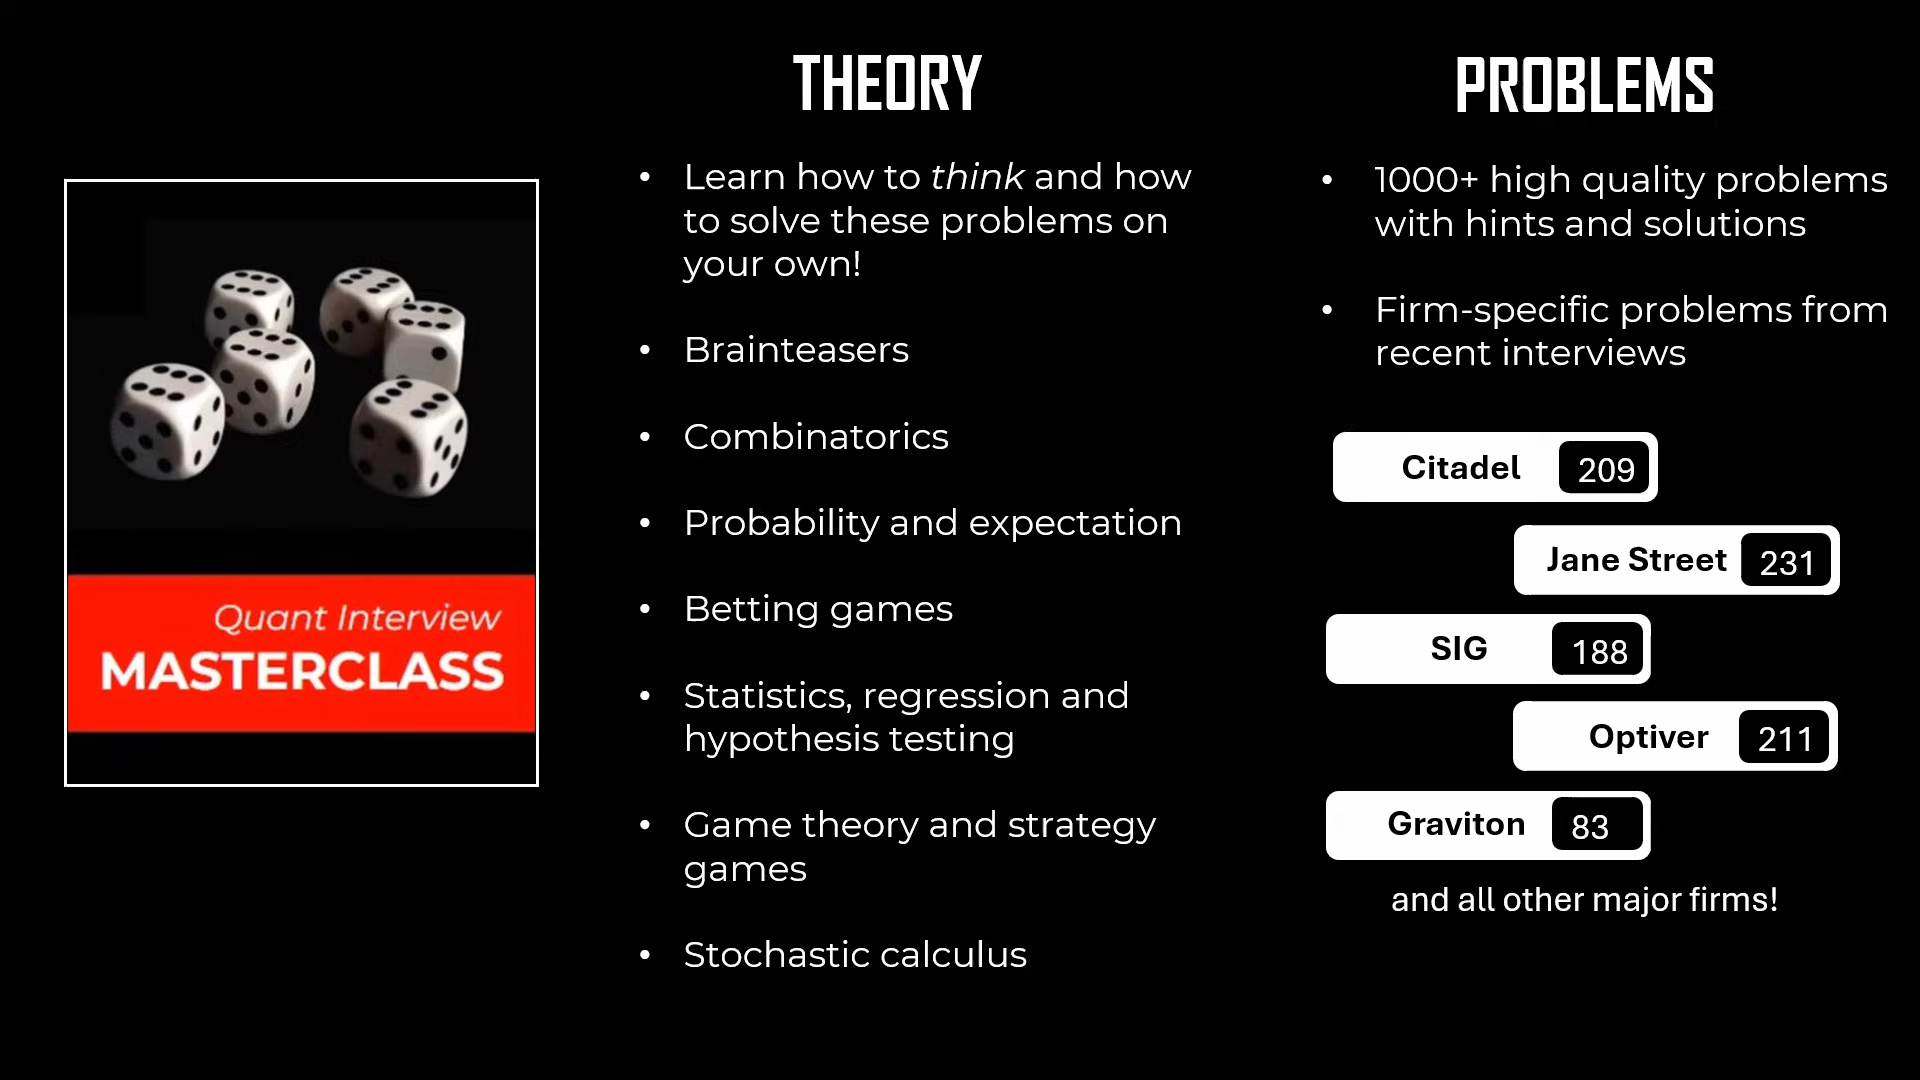 Quant Interview
MASTERCLASS
THEORY
• Learn how to think and how
to solve these problems on
your own!
• Brainteasers
• Combinatorics
• Probability and expectation
• Betting games
• Statistics, regression and
hypothesis testing
• Game theory and strategy
games
• Stochastic calculus
PROBLEMS
• 1000+ high quality problems
with hints and solutions
• Firm-specific problems from
recent interviews
Citadel 209
Jane Street 231
SIG 188
Optiver 211
Graviton 83
and all other major firms!